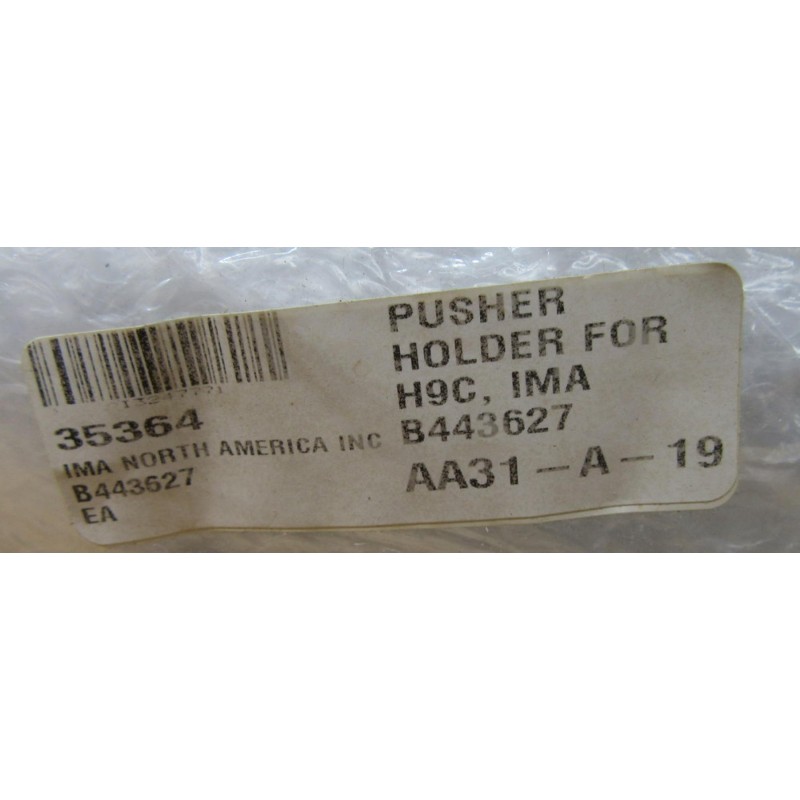 35364
IMA NORTH AMERICA INC
B443627
EA
PUSHER
HOLDER FOR
H9C, IMA
B443627
AA31-A-19